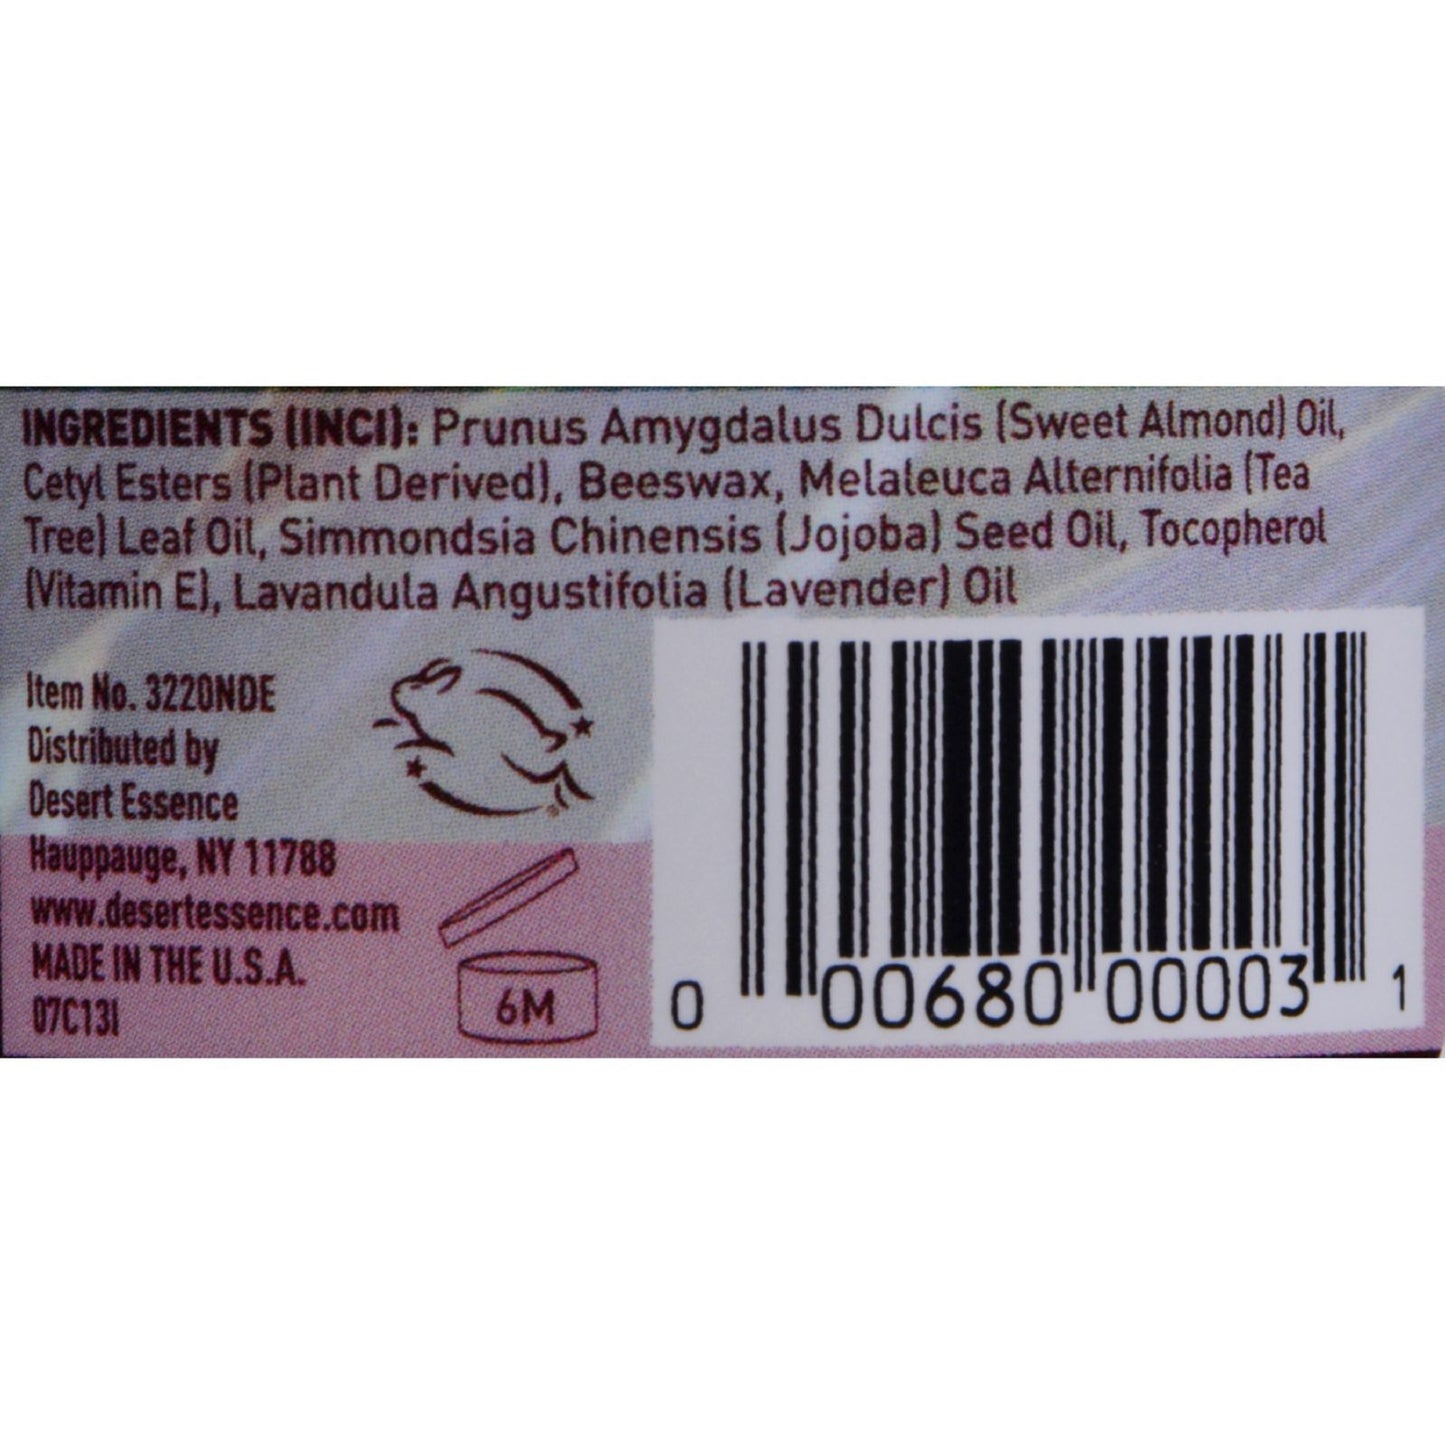 INGREDIENTS (INCI): Prunus Amygdalus Dulcis (Sweet Almond) Oil,
Cetyl Esters (Plant Derived), Beeswax, Melaleuca Alternifolia (Tea
Tree) Leaf Oil, Simmondsia Chinensis (Jojoba) Seed Oil, Tocopherol
(Vitamin E), Lavandula Angustifolia (Lavender) Oil
Item No. 3220NDE
Distributed by
Desert Essence
Hauppauge, NY 11788
www.desertessence.com
MADE IN THE U.S.A.
07C13I
6M
0 00680 00003 1